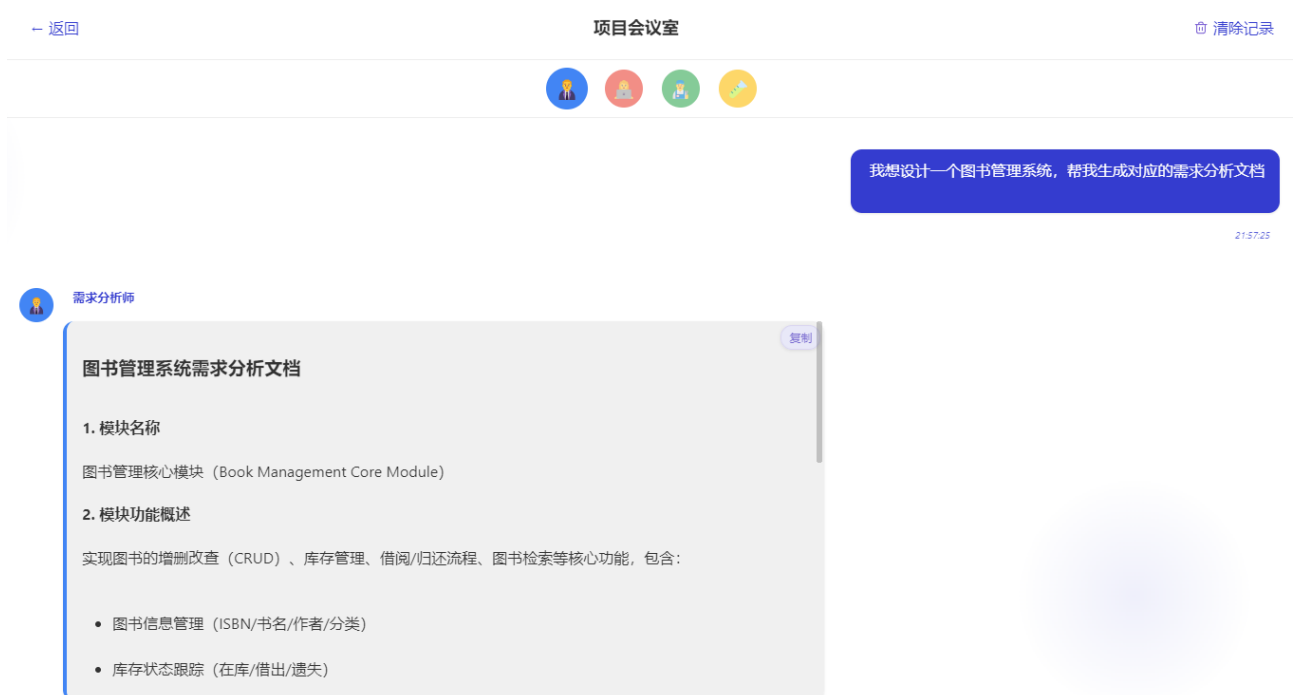 ← 返回
项目会议室
清除记录
我想设计一个图书管理系统，帮我生成对应的需求分析文档
21:57:25
需求分析师
复制
图书管理系统需求分析文档
1. 模块名称
图书管理核心模块（Book Management Core Module）
2. 模块功能概述
实现图书的增删改查（CRUD）、库存管理、借阅/归还流程、图书检索等核心功能，包含：
• 图书信息管理（ISBN/书名/作者/分类）
• 库存状态跟踪（在库/借出/遗失）